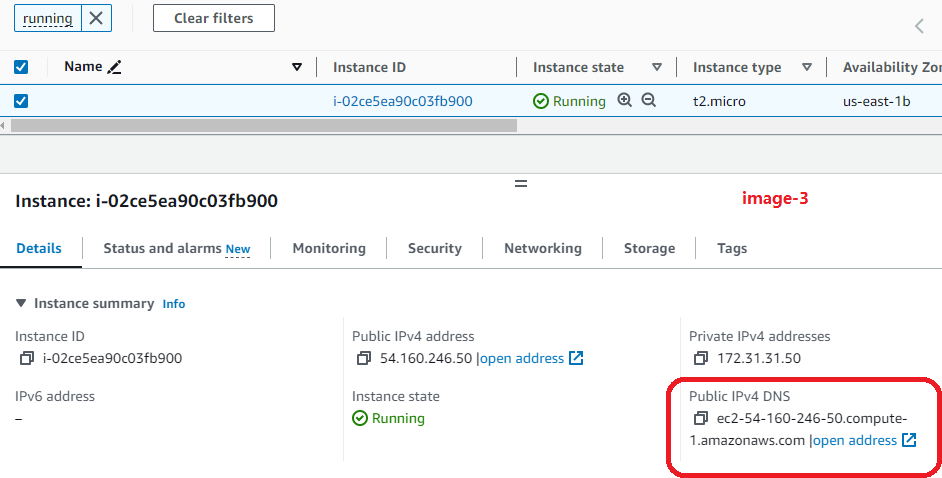 running
Clear filters
Name Instance ID Instance state Instance type Availability Zon
i-02ce5ea90c03fb900 Running t2.micro us-east-1b
Instance: i-02ce5ea90c03fb900
image-3
Details Status and alarms New Monitoring Security Networking Storage Tags
Instance summary Info
Instance ID
i-02ce5ea90c03fb900
Public IPv4 address
54.160.246.50 |open address
Private IPv4 addresses
172.31.31.50
IPv6 address
–
Instance state
Running
Public IPv4 DNS
ec2-54-160-246-50.compute-
1.amazonaws.com |open address